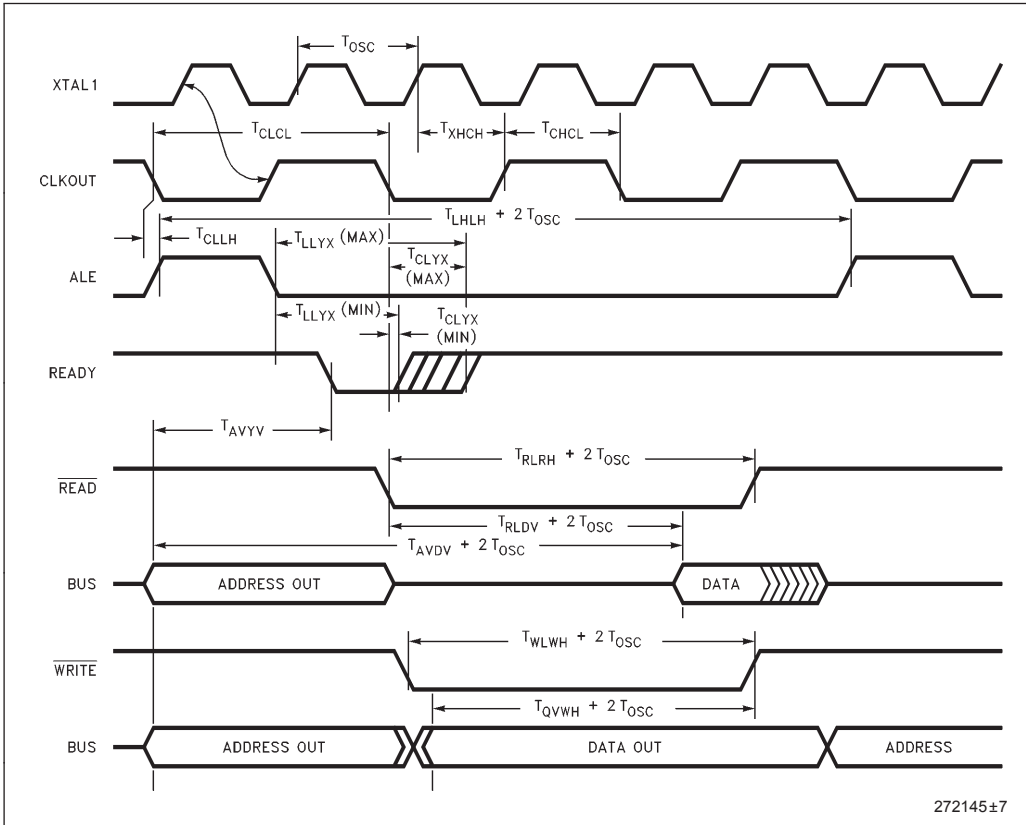 T_OSC
XTAL1
T_CLCL
T_XHCH
T_CHCL
CLKOUT
T_LHLH + 2 T_OSC
T_CLLH
T_LLYX (MAX)
T_CLYX
(MAX)
ALE
T_LLYX (MIN)
T_CLYX
(MIN)
READY
T_AVYV
T_RLRH + 2 T_OSC
READ
T_RLDV + 2 T_OSC
T_AVDV + 2 T_OSC
BUS
ADDRESS OUT
DATA
T_WLWH + 2 T_OSC
WRITE
T_QVWH + 2 T_OSC
BUS
ADDRESS OUT
DATA OUT
ADDRESS
272145±7